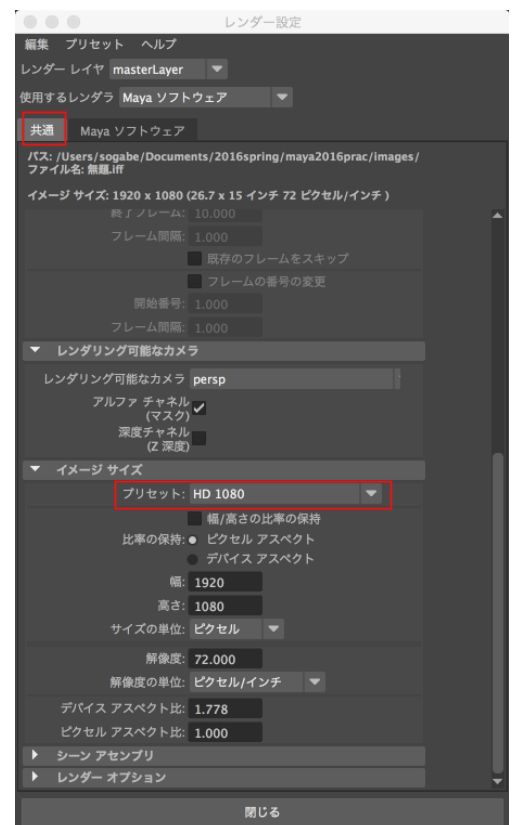 レンダー設定
編集 プリセット ヘルプ
レンダー レイヤ masterLayer
使用するレンダラ Maya ソフトウェア
共通 Maya ソフトウェア
パス: /Users/sogabe/Documents/2016spring/maya2016prac/images/
ファイル名: 無題.iff
イメージ サイズ: 1920 x 1080 (26.7 x 15 インチ 72 ピクセル/インチ )
終了フレーム: 10.000
フレーム間隔: 1.000
既存のフレームをスキップ
フレームの番号の変更
開始番号: 1.000
フレーム間隔: 1.000
レンダリング可能なカメラ
レンダリング可能なカメラ persp
アルファ チャネル
(マスク)
深度チャネル
(Z 深度)
イメージ サイズ
プリセット: HD 1080
幅/高さの比率の保持
比率の保持: ピクセル アスペクト
デバイス アスペクト
幅: 1920
高さ: 1080
サイズの単位: ピクセル
解像度: 72.000
解像度の単位: ピクセル/インチ
デバイス アスペクト比: 1.778
ピクセル アスペクト比: 1.000
シーン アセンブリ
レンダー オプション
閉じる